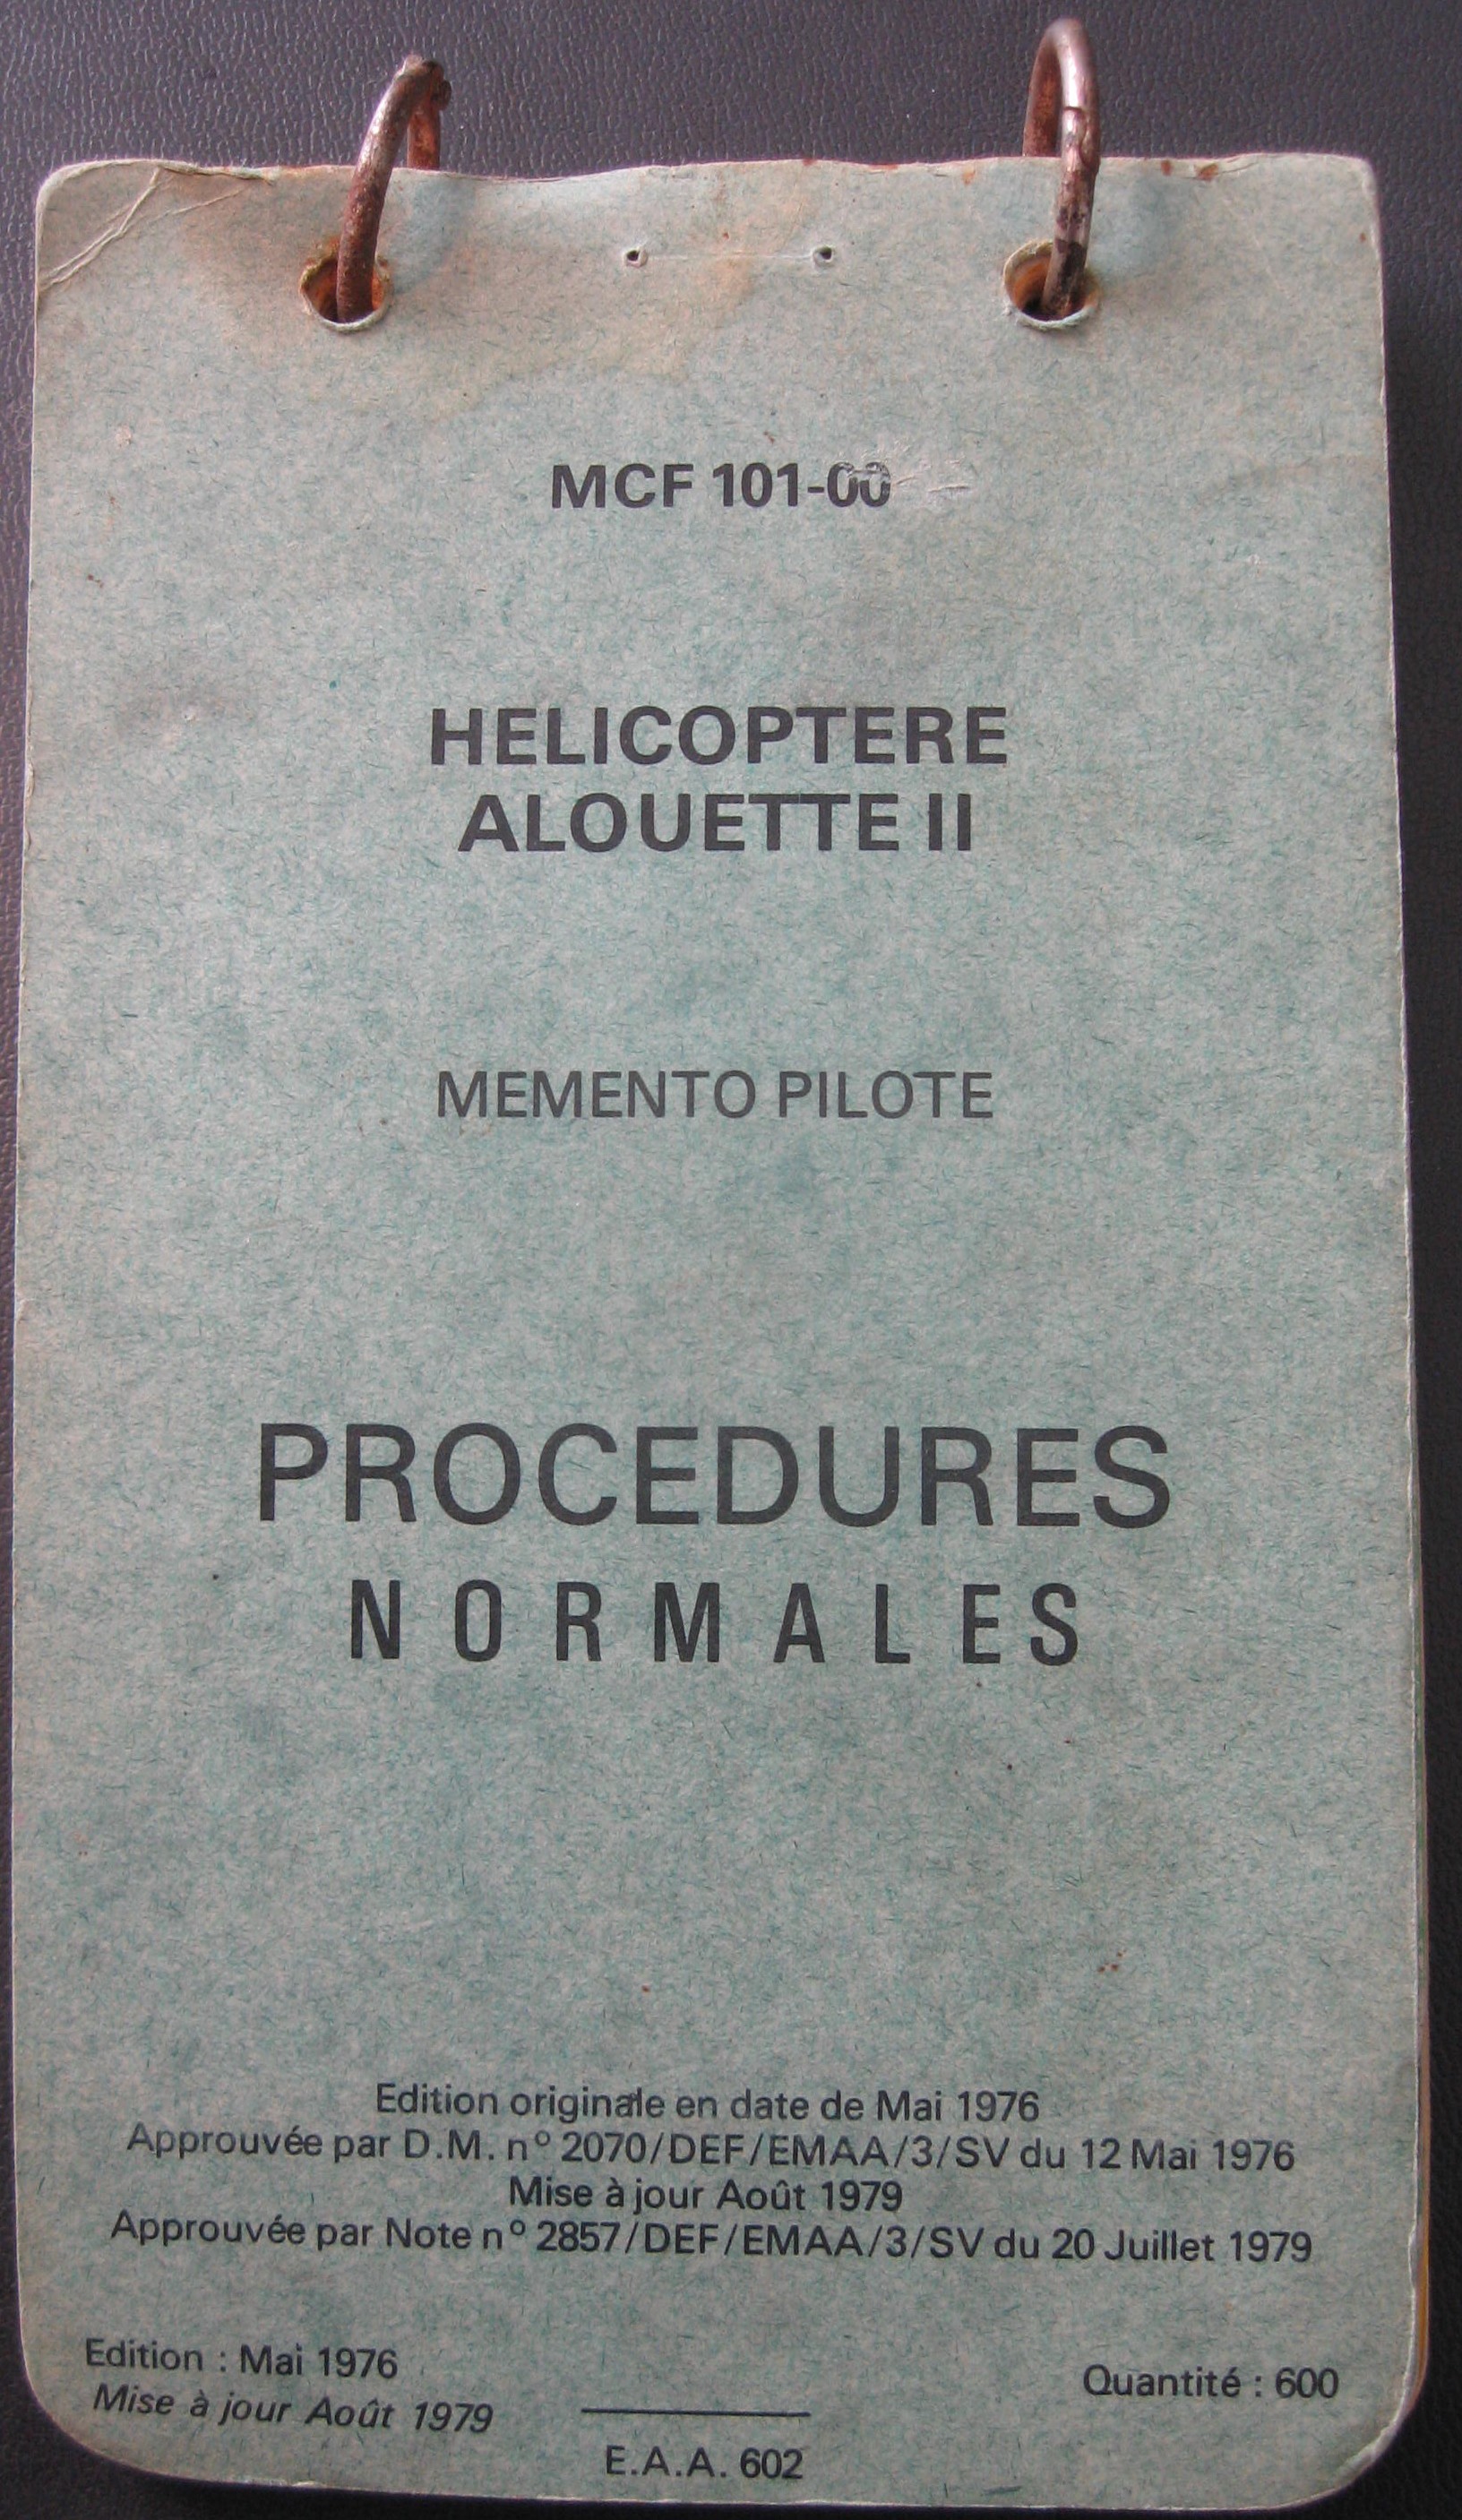 MCF 101-00
HELICOPTERE
ALOUETTE II
MEMENTO PILOTE
PROCEDURES
NORMALES
Edition originale en date de Mai 1976
Approuvée par D.M. nº 2070/DEF/EMAA/3/SV du 12 Mai 1976
Mise à jour Août 1979
Approuvée par Note nº 2857/DEF/EMAA/3/SV du 20 Juillet 1979
Edition : Mai 1976
Mise à jour Août 1979
Quantité : 600
E.A.A. 602